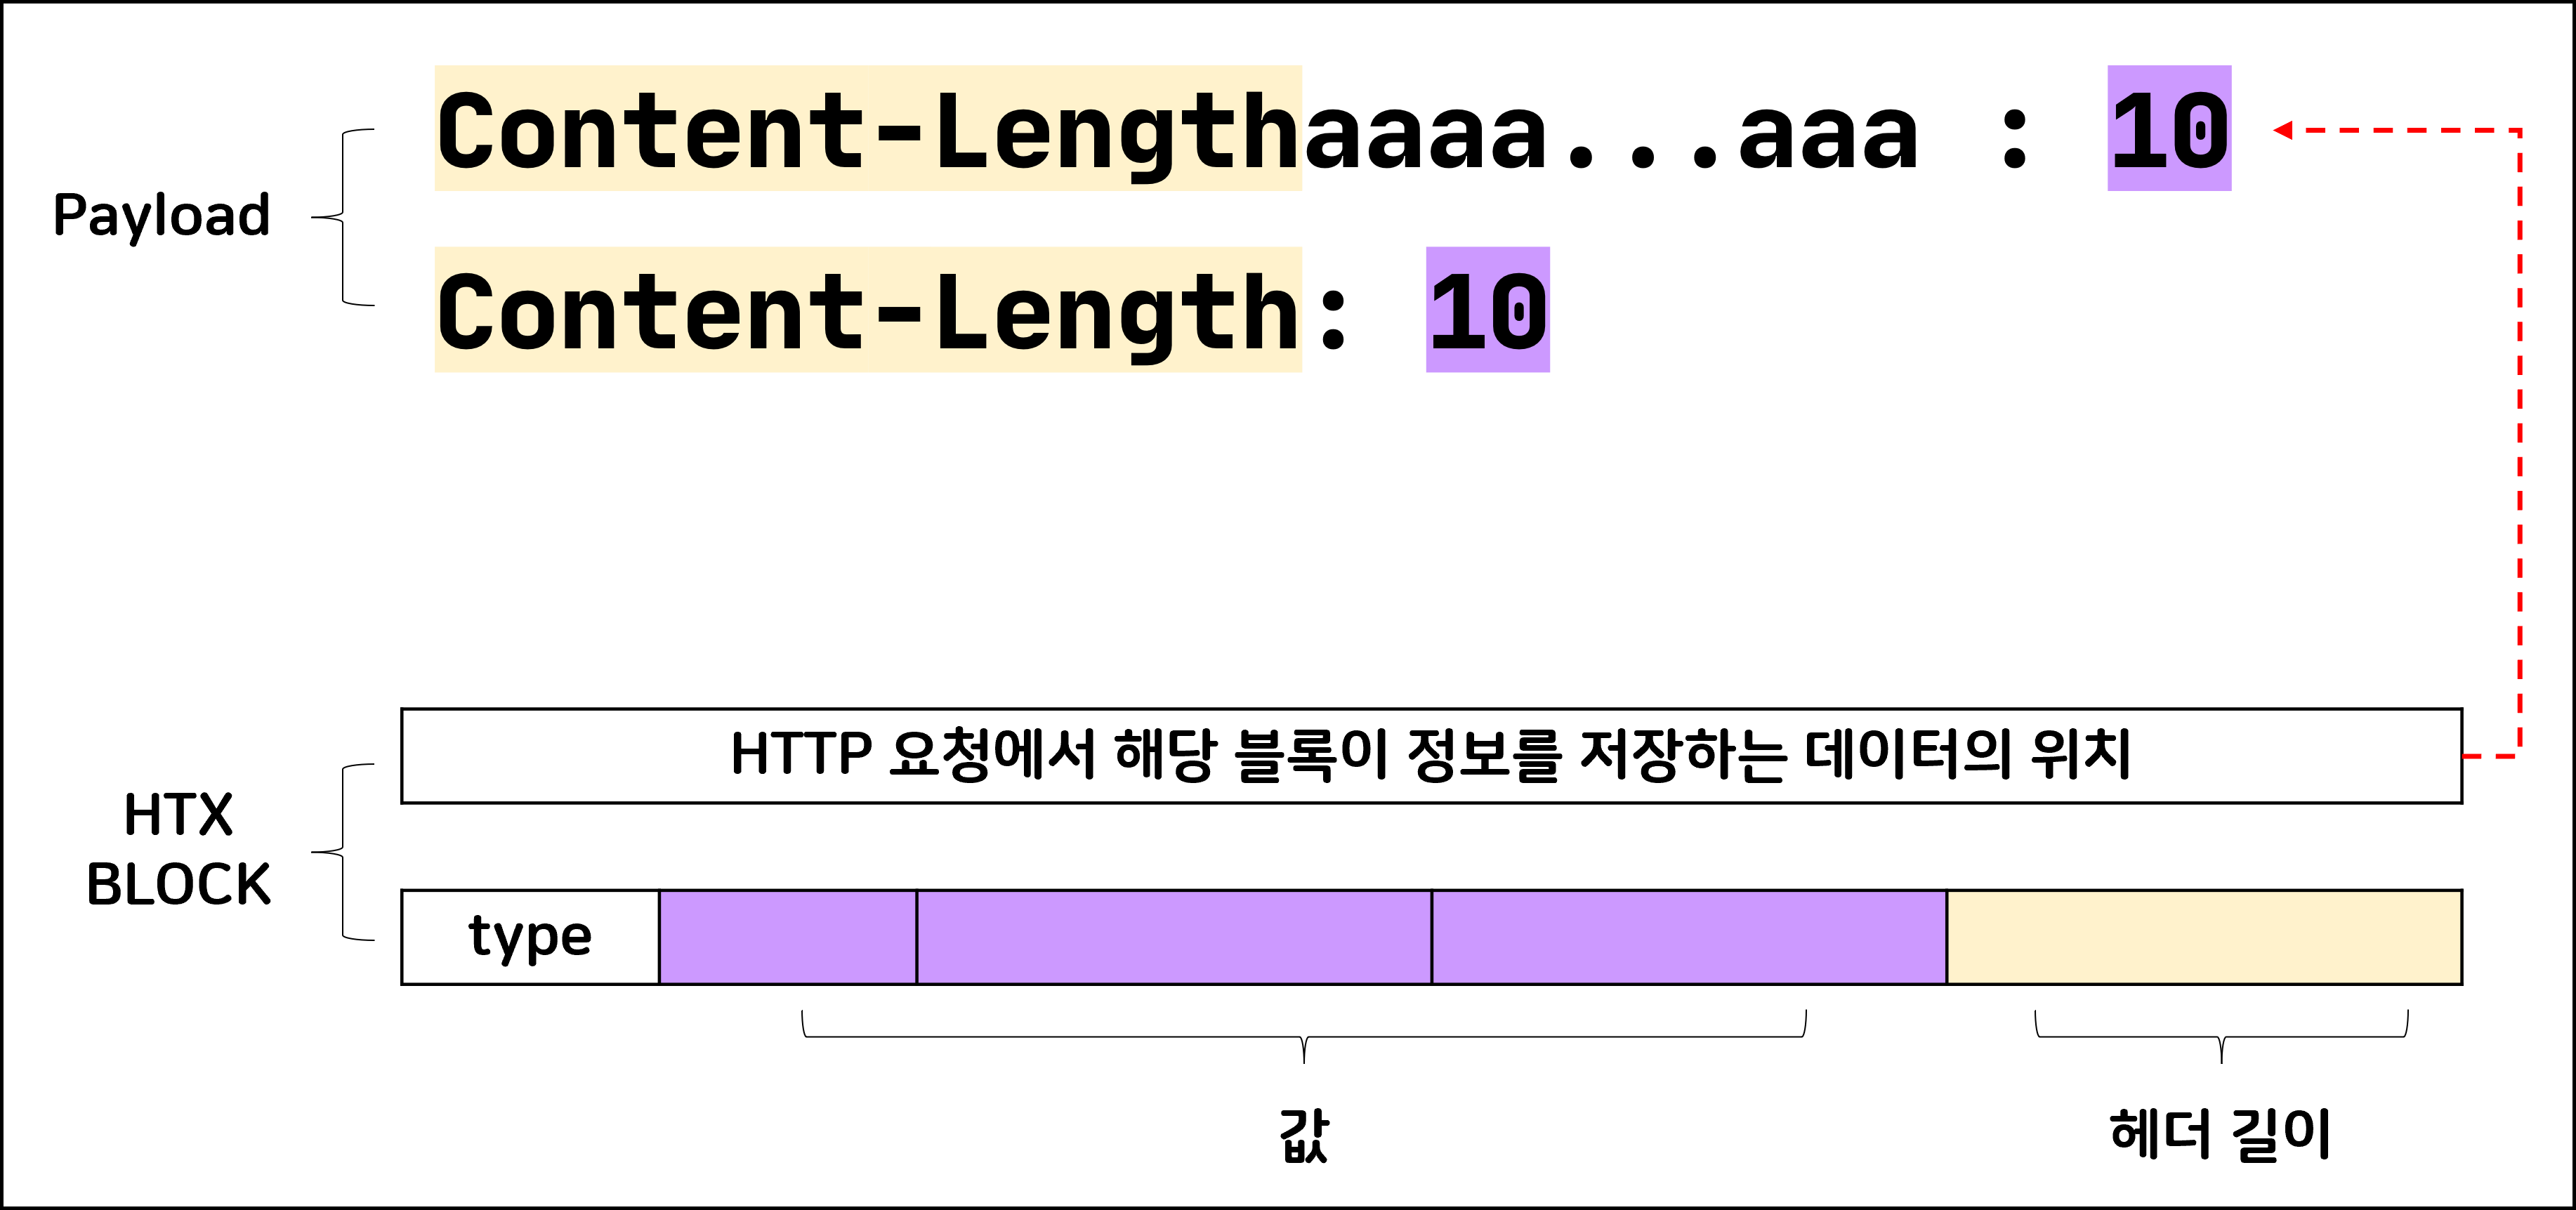 Content-Lengthaaaa...aaa : 10
Payload
Content-Length: 10
HTTP 요청에서 해당 블록이 정보를 저장하는 데이터의 위치
HTX
BLOCK
type
값
헤더 길이